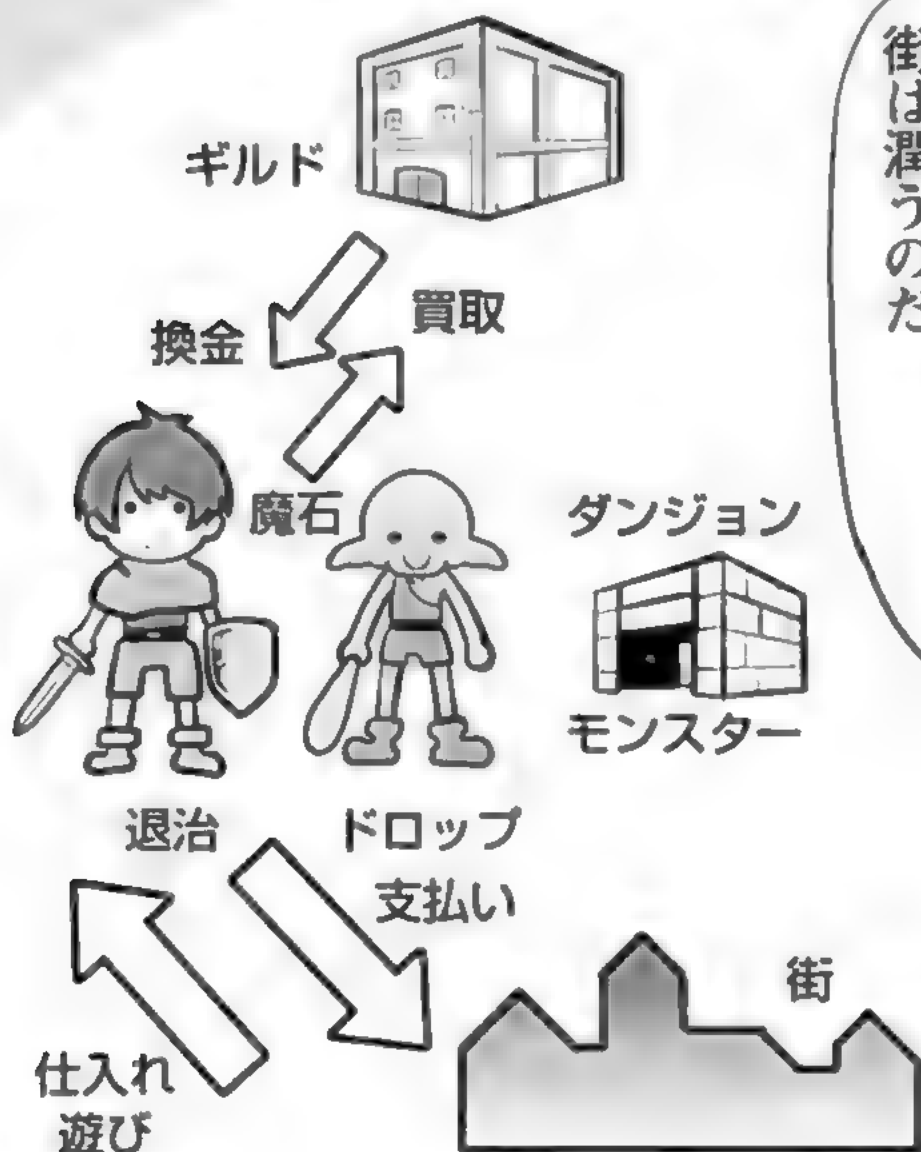 街は潤うのだ
ギルド
買取
換金
魔石
ダンジョン
モンスター
退治
ドロップ
支払い
街
仕入れ
遊び